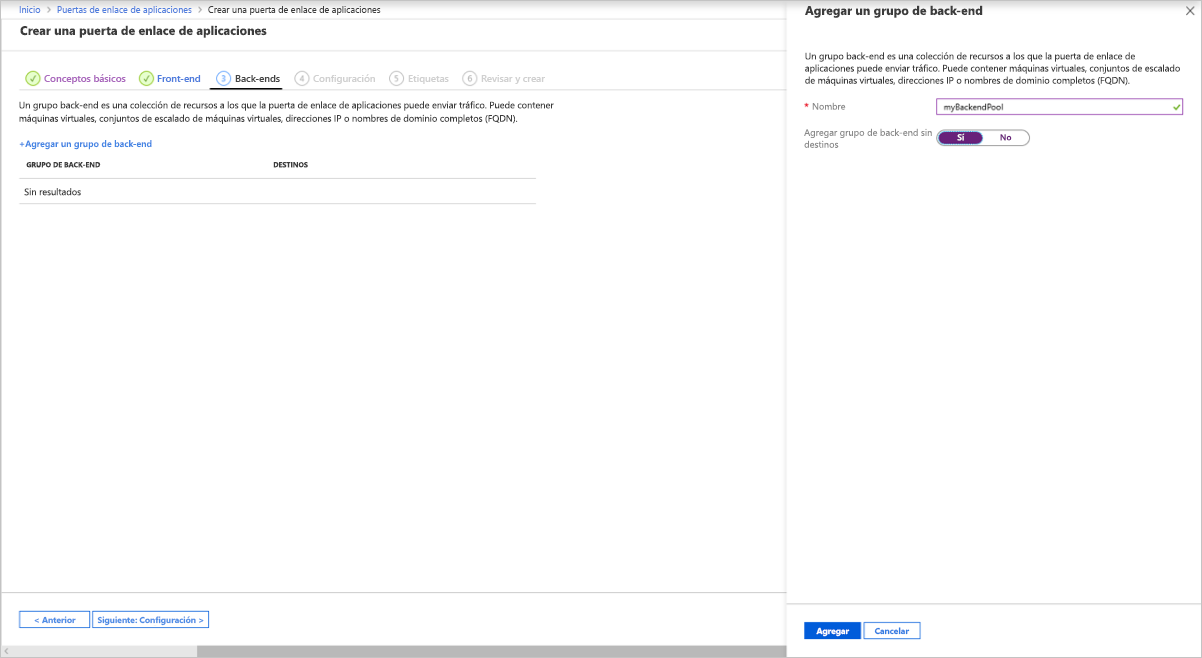 Inicio > Puertas de enlace de aplicaciones > Crear una puerta de enlace de aplicaciones
Crear una puerta de enlace de aplicaciones
Conceptos básicos Front-end 3 Back-ends 4 Configuración 5 Etiquetas 6 Revisar y crear
Un grupo back-end es una colección de recursos a los que la puerta de enlace de aplicaciones puede enviar tráfico. Puede contener
máquinas virtuales, conjuntos de escalado de máquinas virtuales, direcciones IP o nombres de dominio completos (FQDN).
+Agregar un grupo de back-end
GRUPO DE BACK-END DESTINOS
Sin resultados
< Anterior Siguiente: Configuración >
Agregar un grupo de back-end
Un grupo back-end es una colección de recursos a los que la puerta de enlace de
aplicaciones puede enviar tráfico. Puede contener máquinas virtuales, conjuntos de escalado
de máquinas virtuales, direcciones IP o nombres de dominio completos (FQDN).
* Nombre myBackendPool
Agregar grupo de back-end sin
destinos
Sí No
Agregar Cancelar